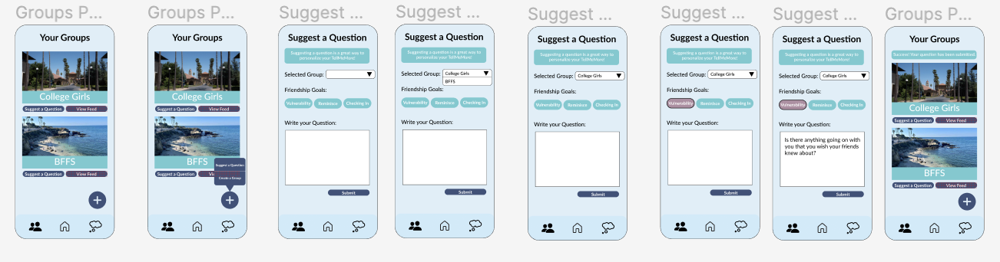 Groups P...
Your Groups
College Girls
Suggest a Question
View Feed
BFFS
Suggest a Question
View Feed
Groups P...
Your Groups
College Girls
Suggest a Question
View Feed
BFFS
Suggest a Question
Create a Group
Suggest a Question
Suggest ...
Suggest a Question
Suggesting a question is a great way to
personalize your TellMeMore!
Selected Group:
Friendship Goals:
Vulnerability
Reminisce
Checking In
Write your Question:
Submit
Suggest ...
Suggest a Question
Suggesting a question is a great way to
personalize your TellMeMore!
Selected Group: College Girls
BFFS
Friendship Goals:
Vulnerability
Reminisce
Checking In
Write your Question:
Submit
Suggest ...
Suggest a Question
Suggesting a question is a great way to
personalize your TellMeMore!
Selected Group: College Girls
Friendship Goals:
Vulnerability
Reminisce
Checking In
Write your Question:
Submit
Suggest ...
Suggest a Question
Suggesting a question is a great way to
personalize your TellMeMore!
Selected Group: College Girls
Friendship Goals:
Vulnerability
Reminisce
Checking In
Write your Question:
Submit
Suggest ...
Suggest a Question
Suggesting a question is a great way to
personalize your TellMeMore!
Selected Group: College Girls
Friendship Goals:
Vulnerability
Reminisce
Checking In
Write your Question:
Is there anything going on with
you that you wish your friends
knew about?
Submit
Groups P...
Your Groups
Success! Your question has been submitted.
College Girls
Suggest a Question
View Feed
BFFS
Suggest a Question
View Feed